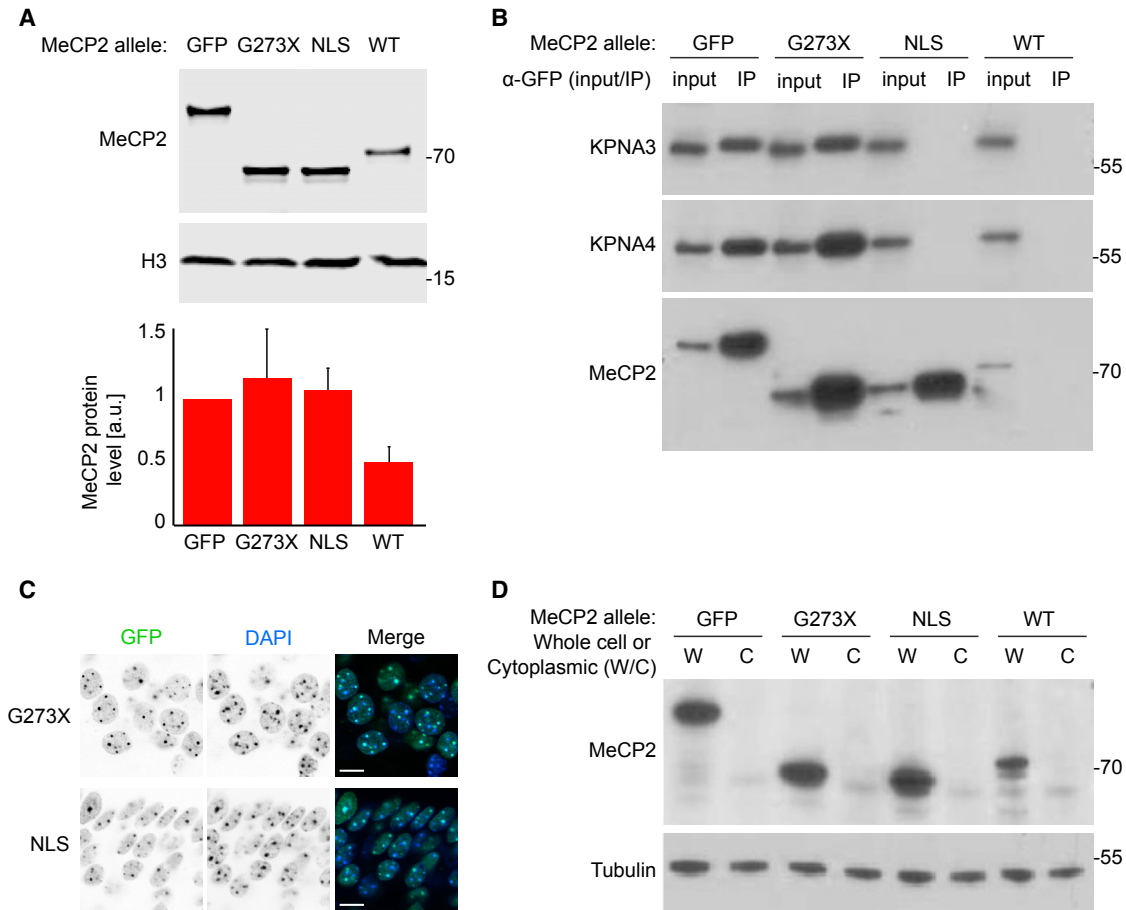 A
MeCP2 allele: GFP G273X NLS WT
MeCP2
-70
H3
-15
1.5
1
0.5
0
MeCP2 protein
level [a.u.]
GFP G273X NLS WT
B
MeCP2 allele: GFP G273X NLS WT
α-GFP (input/IP) input IP input IP input IP input IP
KPNA3
-55
KPNA4
-55
MeCP2
-70
C
GFP DAPI Merge
G273X
NLS
D
MeCP2 allele: GFP G273X NLS WT
Whole cell or
Cytoplasmic (W/C) W C W C W C W C
MeCP2
-70
Tubulin
-55